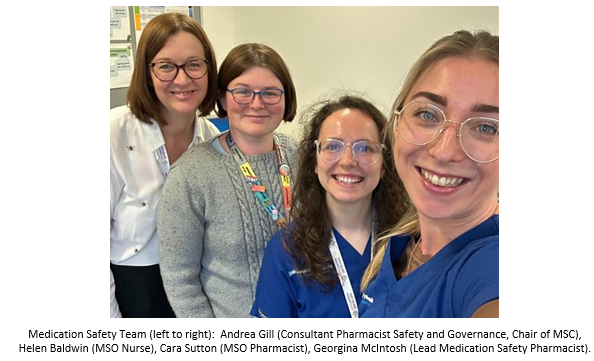 Medication Safety Team (left to right):  Andrea Gill (Consultant Pharmacist Safety and Governance, Chair of MSC),
Helen Baldwin (MSO Nurse), Cara Sutton (MSO Pharmacist), Georgina McIntosh (Lead Medication Safety Pharmacist).